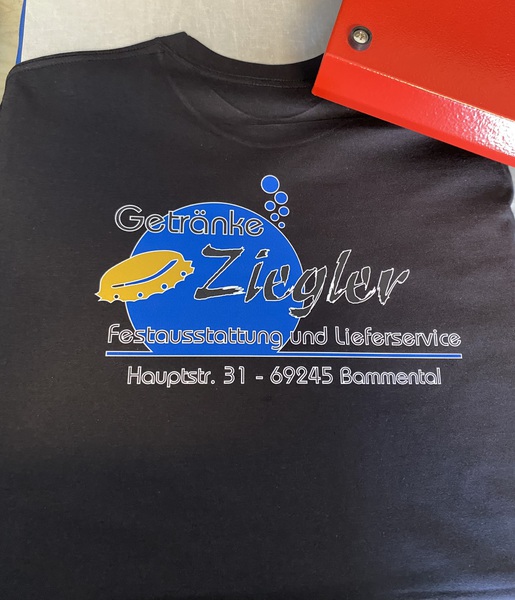 Getränke
Ziegler
Festausstattung und Lieferservice
Hauptstr. 31 - 69245 Bammental